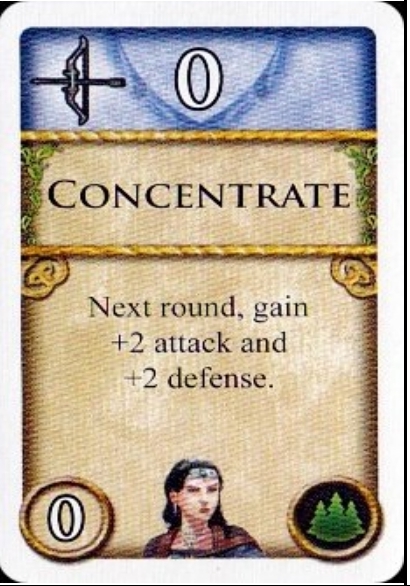 0
CONCENTRATE
Next round, gain
+2 attack and
+2 defense.
0